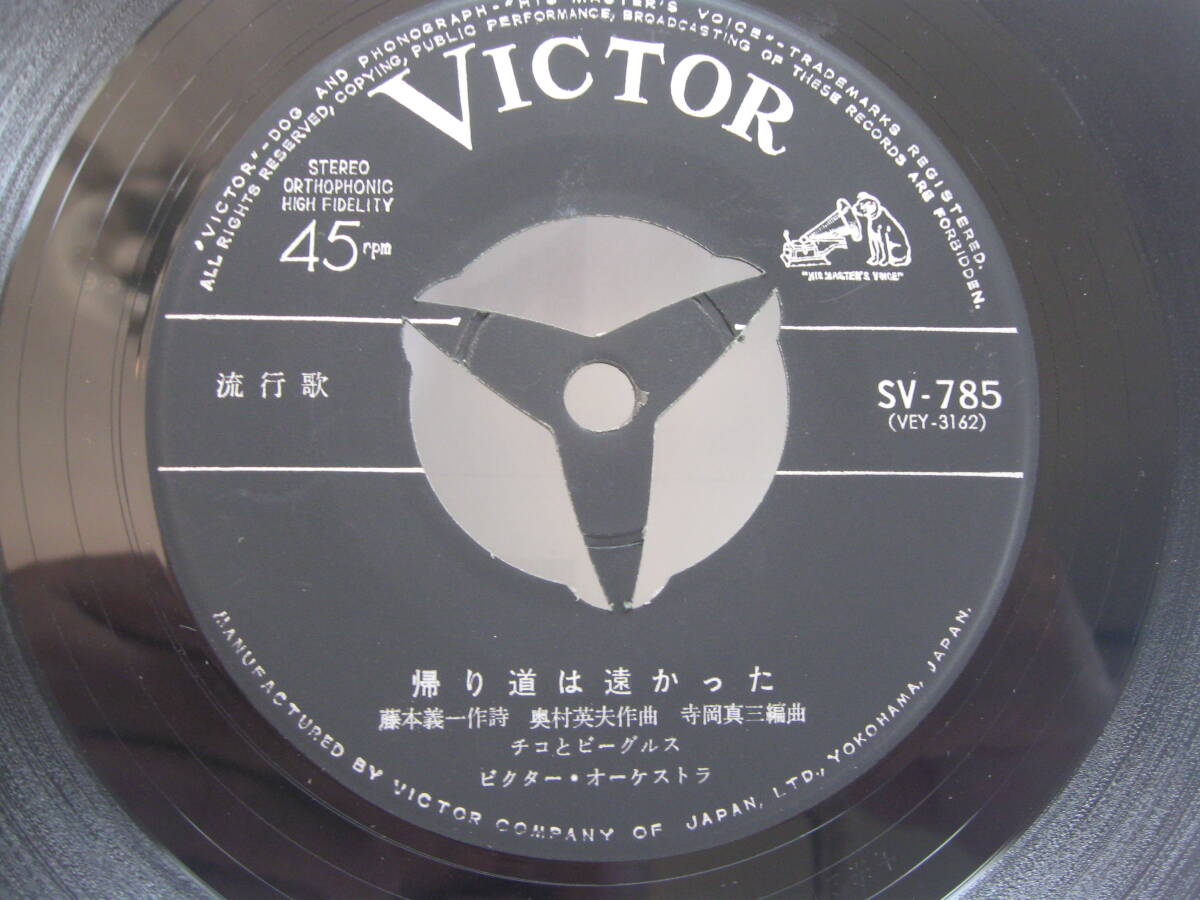 "VICTOR"-DOG AND PHONOGRAPH-"HIS MASTER'S VOICE"-TRADEMARKS REGISTERED.
ALL RIGHTS RESERVED, COPYING, PUBLIC PERFORMANCE, BROADCASTING OF THESE RECORDS ARE FORBIDDEN.
VICTOR
STEREO
ORTHOPHONIC
HIGH FIDELITY
45 rpm
"HIS MASTER'S VOICE"
流行歌
SV-785
(VEY-3162)
帰り道は遠かった
藤本義一作詩 奥村英夫作曲 寺岡真三編曲
チコとビーグルス
ビクター・オーケストラ
MANUFACTURED BY VICTOR COMPANY OF JAPAN, LTD., YOKOHAMA, JAPAN.